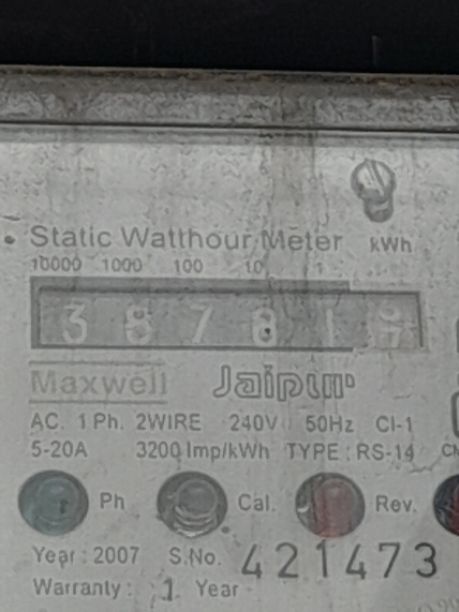 Static Watthour Meter kWh
10000 1000 100 10 1
3 8 7 8 1
Maxwell Jaipur
AC. 1 Ph. 2WIRE 240V 50Hz Cl-1
5-20A 3200 Imp/kWh TYPE : RS-14
Ph Cal. Rev.
Year : 2007 S.No. 421473
Warranty : 1 Year